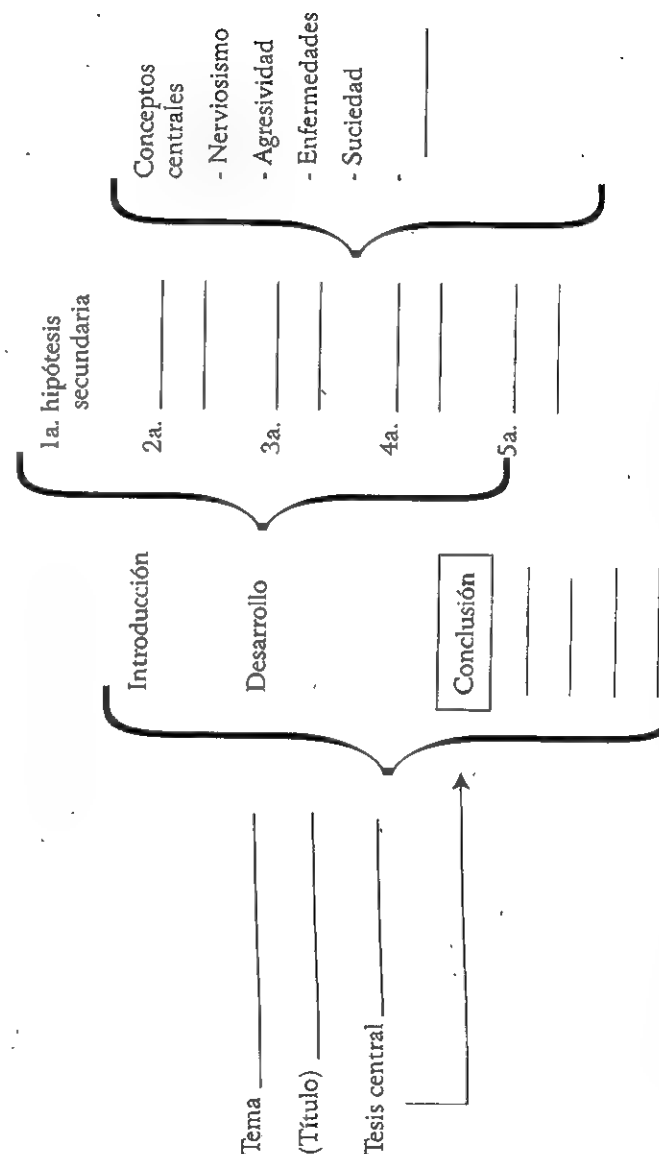 Tema
(Título)
Tesis central
Introducción
Desarrollo
Conclusión
1a. hipótesis
secundaria
2a.
3a.
4a.
5a.
Conceptos
centrales
- Nerviosismo
- Agresividad
- Enfermedades
- Suciedad
-